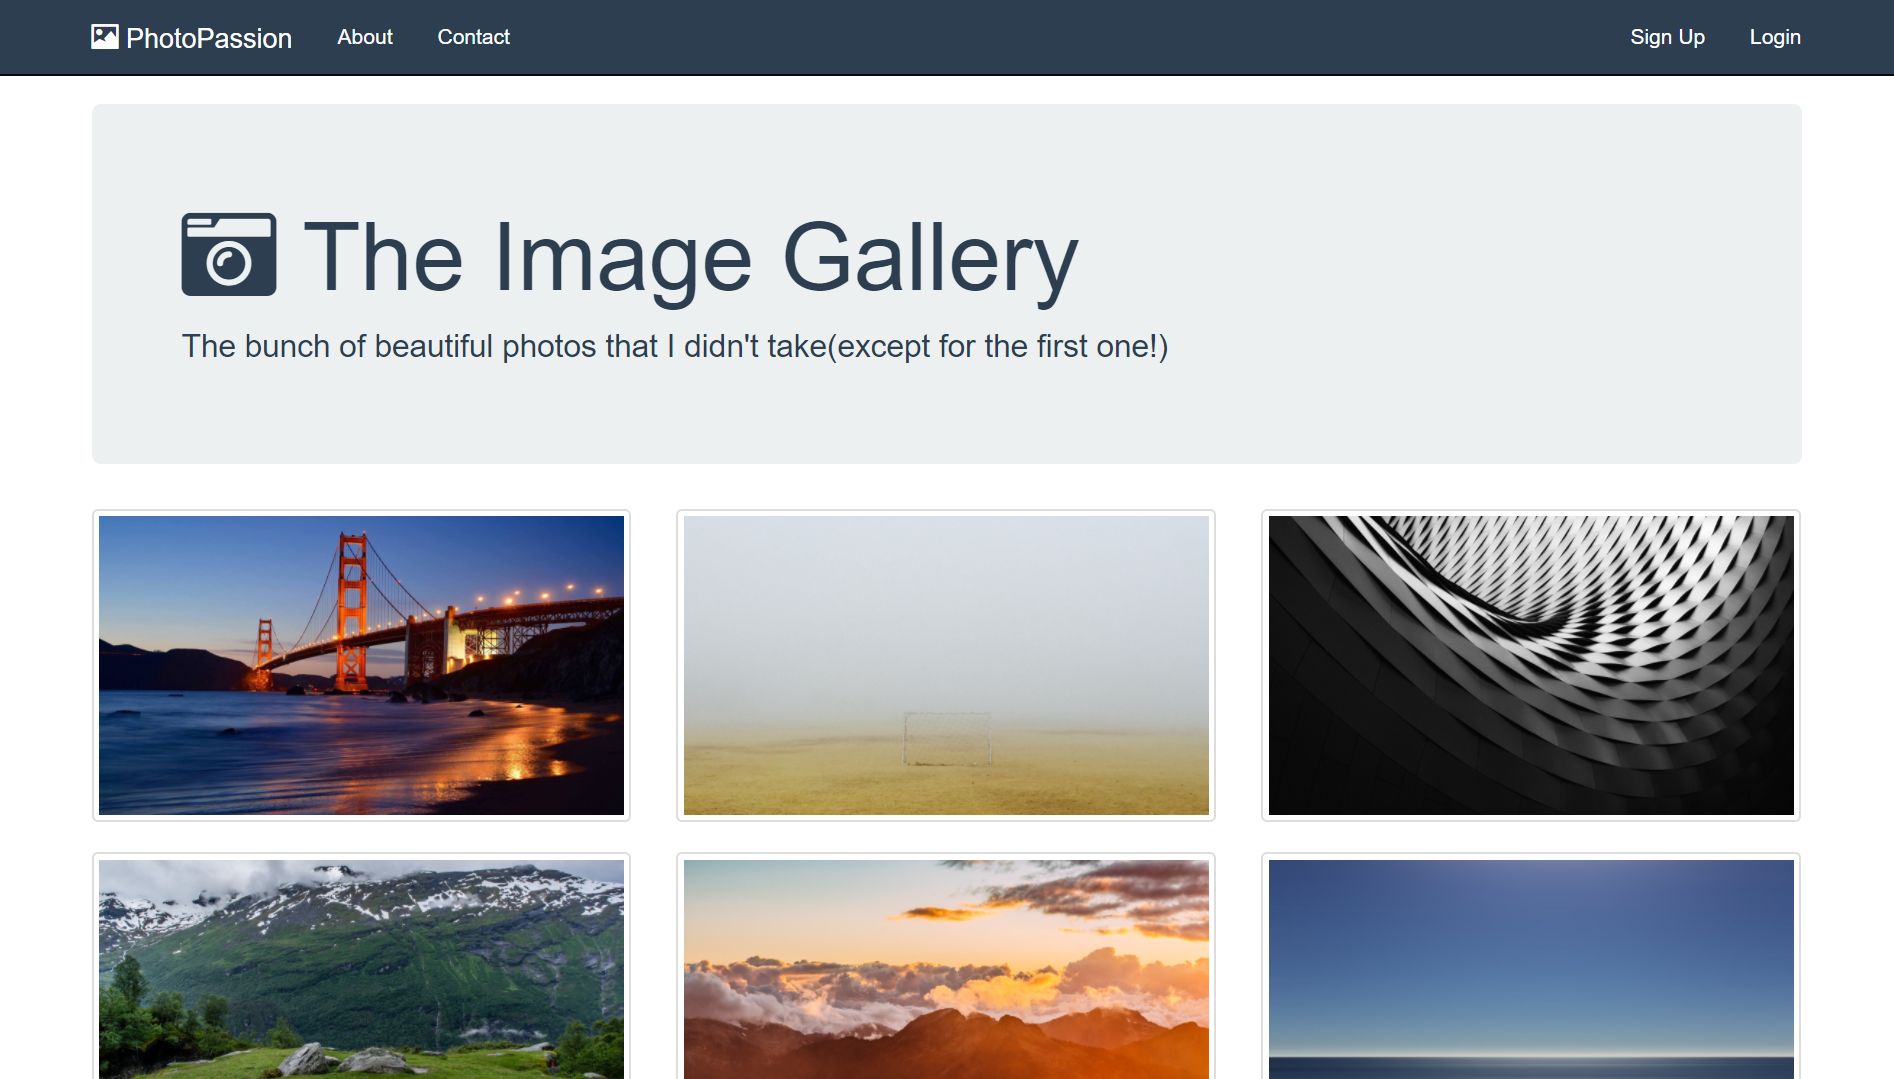 PhotoPassion About Contact Sign Up Login
The Image Gallery
The bunch of beautiful photos that I didn't take(except for the first one!)